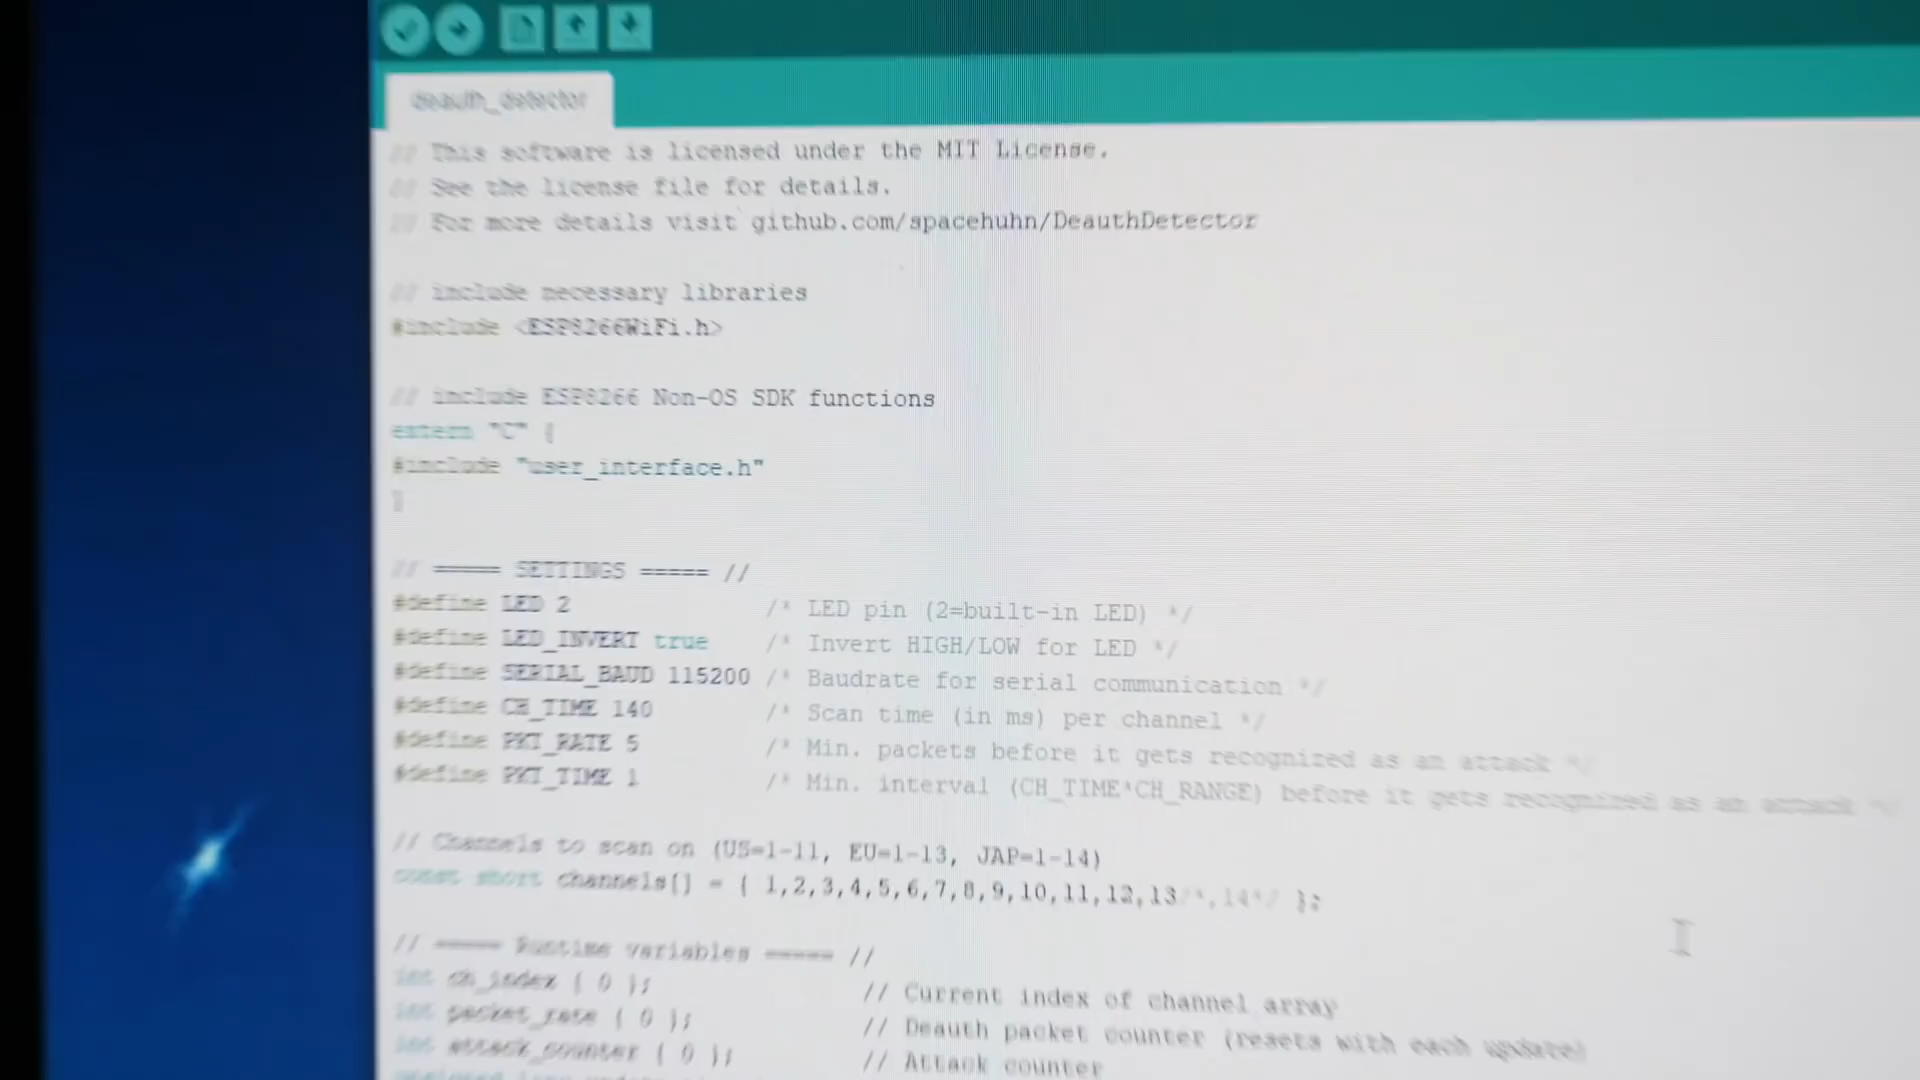 deauth_detector
// This software is licensed under the MIT License.
// See the license file for details.
// For more details visit github.com/spacehuhn/DeauthDetector
// include necessary libraries
#include <ESP8266WiFi.h>
// include ESP8266 Non-OS SDK functions
extern "C" {
#include "user_interface.h"
}
// ===== SETTINGS ===== //
#define LED 2 /* LED pin (2=built-in LED) */
#define LED_INVERT true /* Invert HIGH/LOW for LED */
#define SERIAL_BAUD 115200 /* Baudrate for serial communication */
#define CH_TIME 140 /* Scan time (in ms) per channel */
#define PKT_RATE 5 /* Min. packets before it gets recognized as an attack */
#define PKT_TIME 1 /* Min. interval (CH_TIME*CH_RANGE) before it gets recognized as an attack */
// Channels to scan on (US=1-11, EU=1-13, JAP=1-14)
const short channels[] = { 1,2,3,4,5,6,7,8,9,10,11,12,13/*,14*/ };
// ===== Runtime variables ===== //
int ch_index { 0 }; // Current index of channel array
int packet_rate { 0 }; // Deauth packet counter (resets with each update)
int attack_counter { 0 }; // Attack counter